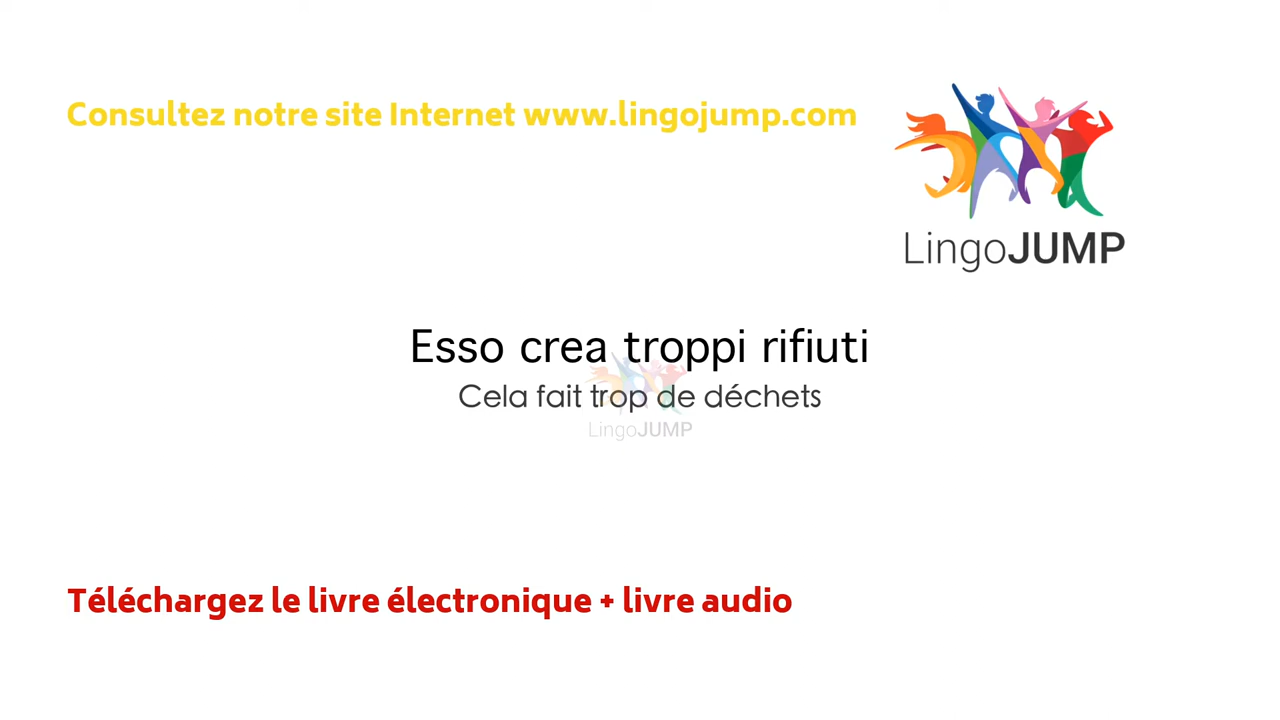 Consultez notre site Internet www.lingojump.com
LingoJUMP
Esso crea troppi rifiuti
Cela fait trop de déchets
LingoJUMP
Téléchargez le livre électronique + livre audio